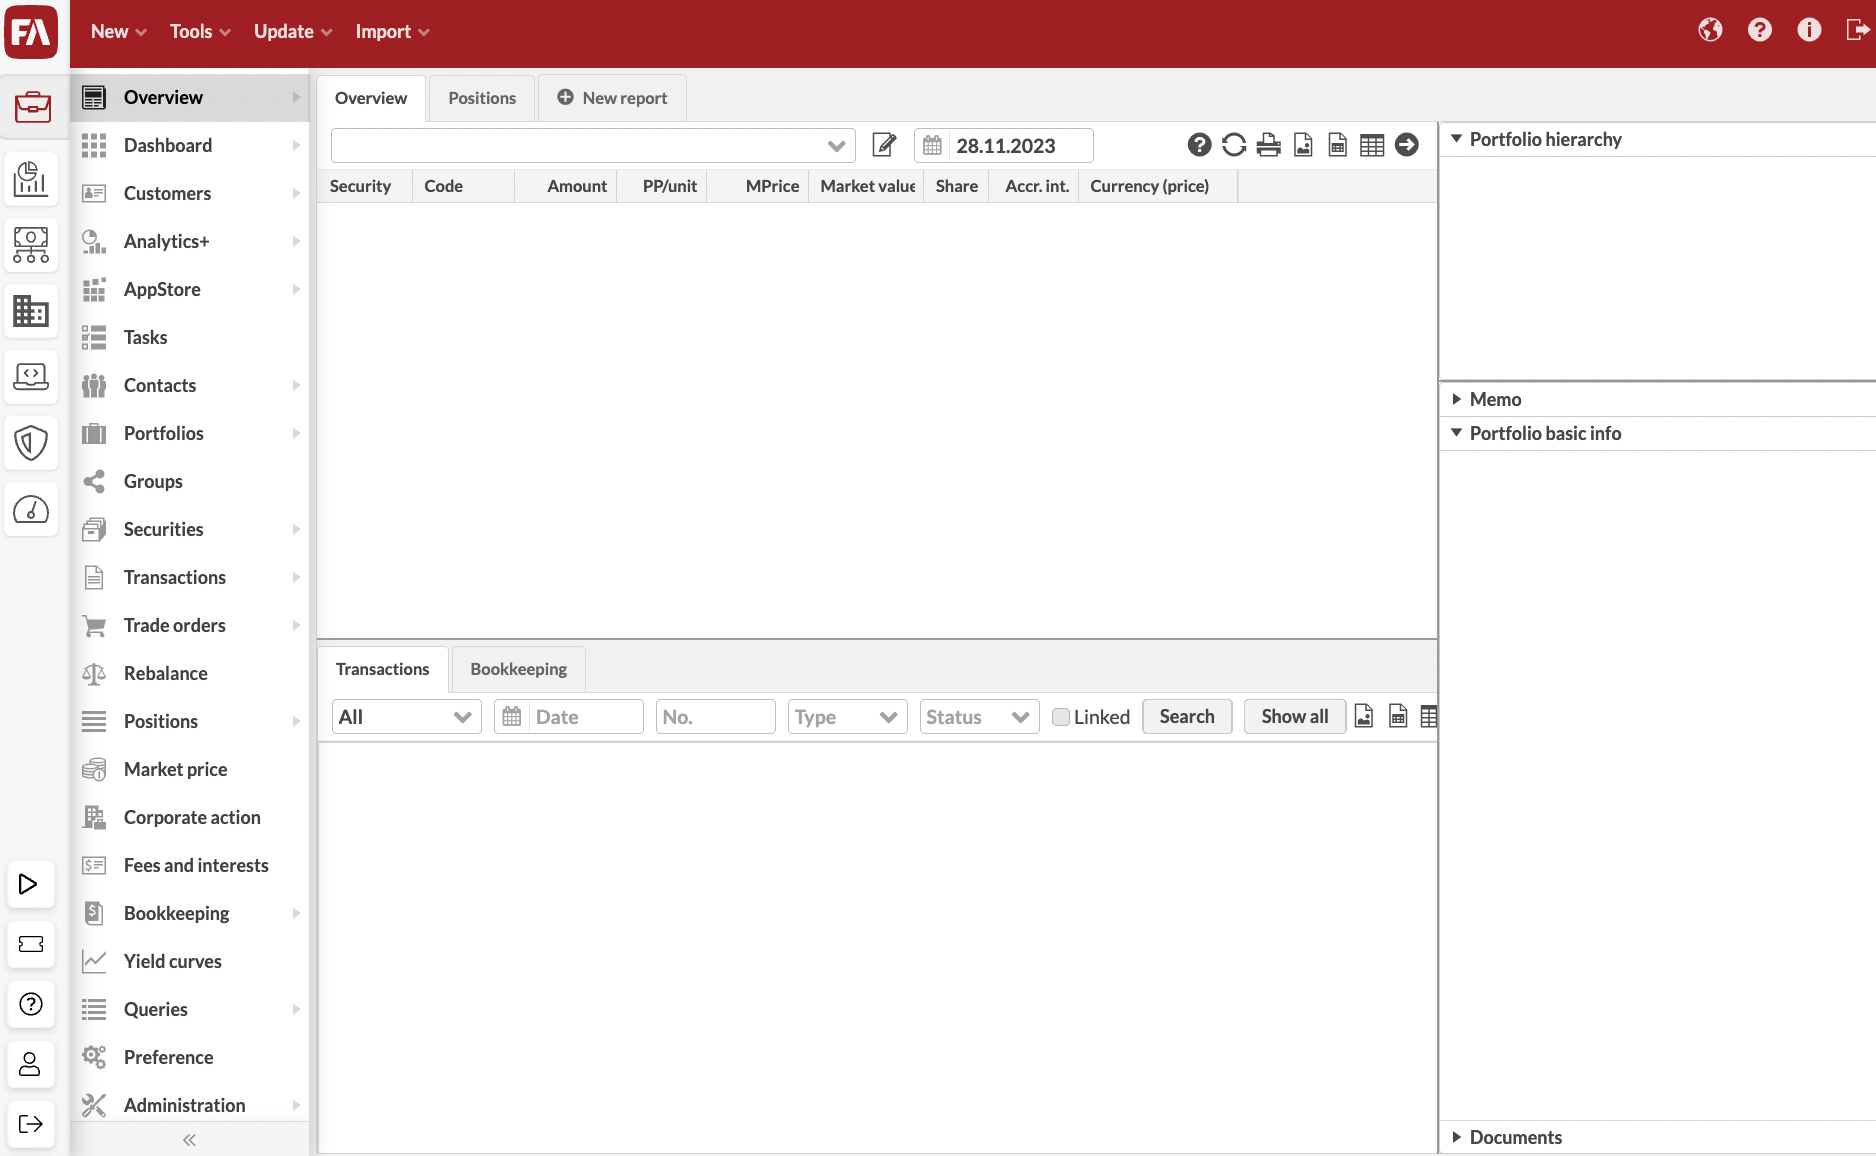 FA
New Tools Update Import
Overview
Dashboard
Customers
Analytics+
AppStore
Tasks
Contacts
Portfolios
Groups
Securities
Transactions
Trade orders
Rebalance
Positions
Market price
Corporate action
Fees and interests
Bookkeeping
Yield curves
Queries
Preference
Administration
Overview Positions New report
28.11.2023
Security Code Amount PP/unit MPrice Market value Share Accr. int. Currency (price)
Transactions Bookkeeping
All Date No. Type Status Linked Search Show all
Portfolio hierarchy
Memo
Portfolio basic info
Documents